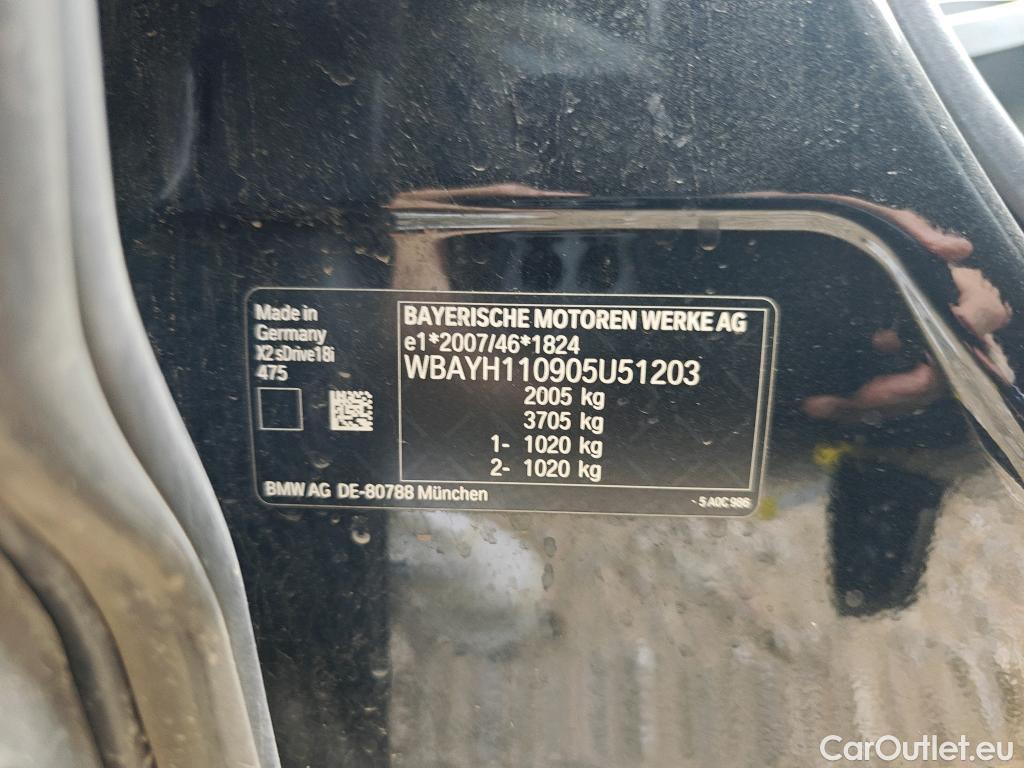 Made in
Germany
X2 sDrive18i
475
BAYERISCHE MOTOREN WERKE AG
e1*2007/46*1824
WBAYH110905U51203
2005 kg
3705 kg
1- 1020 kg
2- 1020 kg
BMW AG DE-80788 München
- 5 A0C 986
CarOutlet.eu